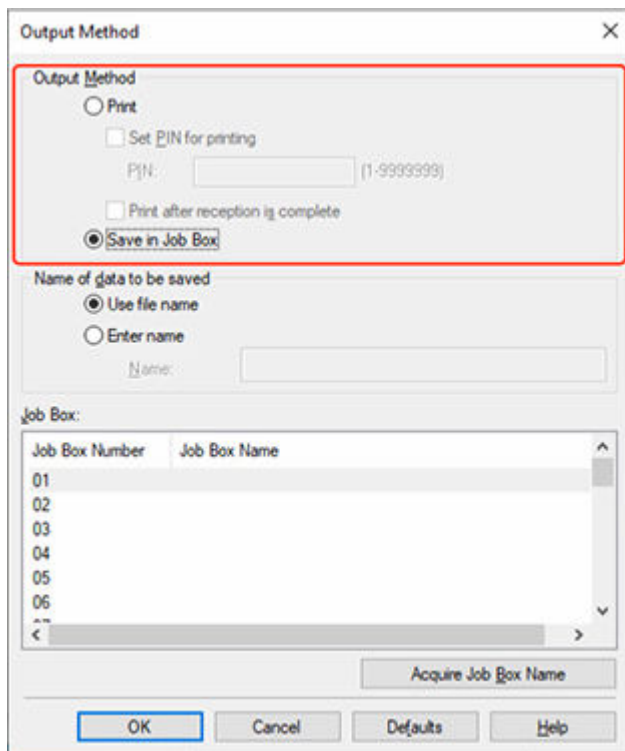 Output Method
Output Method
Print
Set PIN for printing
PIN: (1-9999999)
Print after reception is complete
Save in Job Box
Name of data to be saved
Use file name
Enter name
Name:
Job Box:
Job Box Number Job Box Name
01
02
03
04
05
06
Acquire Job Box Name
OK Cancel Defaults Help